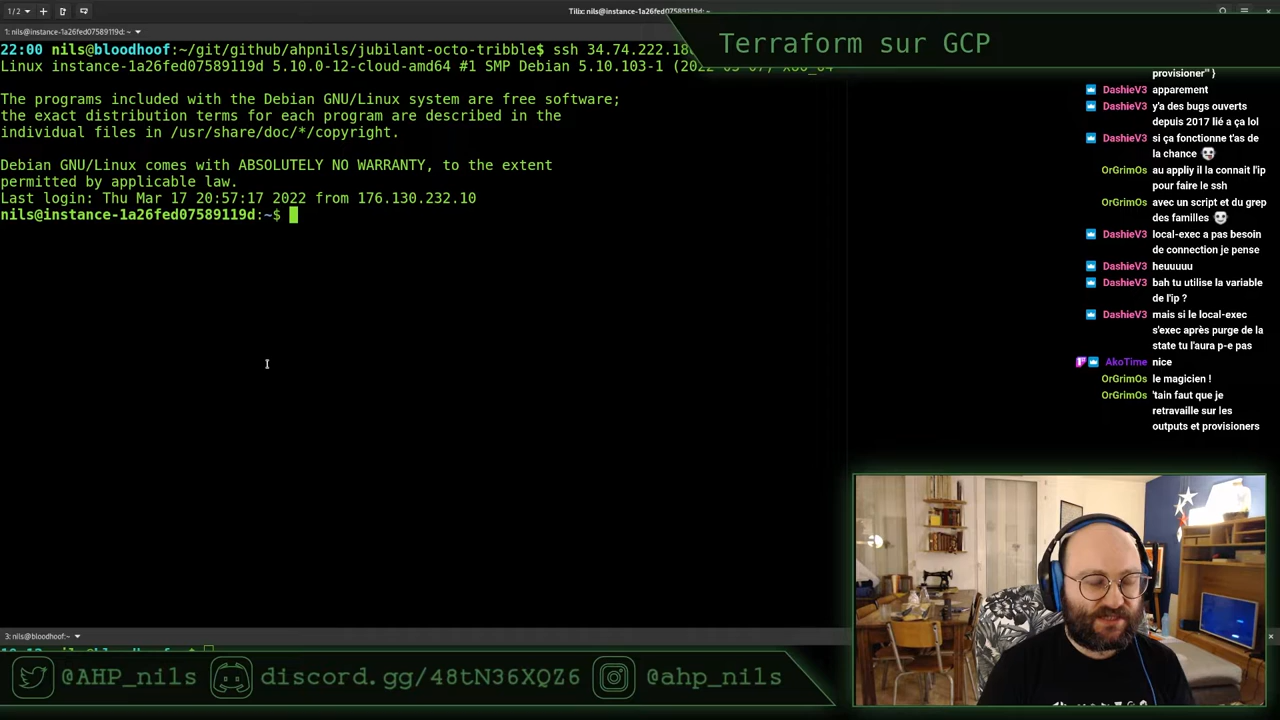 1 / 2
Tilix: nils@instance-1a26fed07589119d: ~
1: nils@instance-1a26fed07589119d: ~
Terraform sur GCP
22:00 nils@bloodhoof:~/git/github/ahpnils/jubilant-octo-tribble$ ssh 34.74.222.18
Linux instance-1a26fed07589119d 5.10.0-12-cloud-amd64 #1 SMP Debian 5.10.103-1 (2022-03-07) x86_64
The programs included with the Debian GNU/Linux system are free software;
the exact distribution terms for each program are described in the
individual files in /usr/share/doc/*/copyright.
Debian GNU/Linux comes with ABSOLUTELY NO WARRANTY, to the extent
permitted by applicable law.
Last login: Thu Mar 17 20:57:17 2022 from 176.130.232.10
nils@instance-1a26fed07589119d:~$
provisioner" }
DashieV3 apparement
DashieV3 y'a des bugs ouverts
depuis 2017 lié a ça lol
DashieV3 si ça fonctionne t'as de
la chance
OrGrimOs au appliy il la connait l'ip
pour faire le ssh
OrGrimOs avec un script et du grep
des familles
DashieV3 local-exec a pas besoin
de connection je pense
DashieV3 heuuuuu
DashieV3 bah tu utilise la variable
de l'ip ?
DashieV3 mais si le local-exec
s'exec après purge de la
state tu l'aura p-e pas
AkoTime nice
OrGrimOs le magicien !
OrGrimOs 'tain faut que je
retravaille sur les
outputs et provisioners
3: nils@bloodhoof:~
@AHP_nils
discord.gg/48tN36XQZ6
@ahp_nils